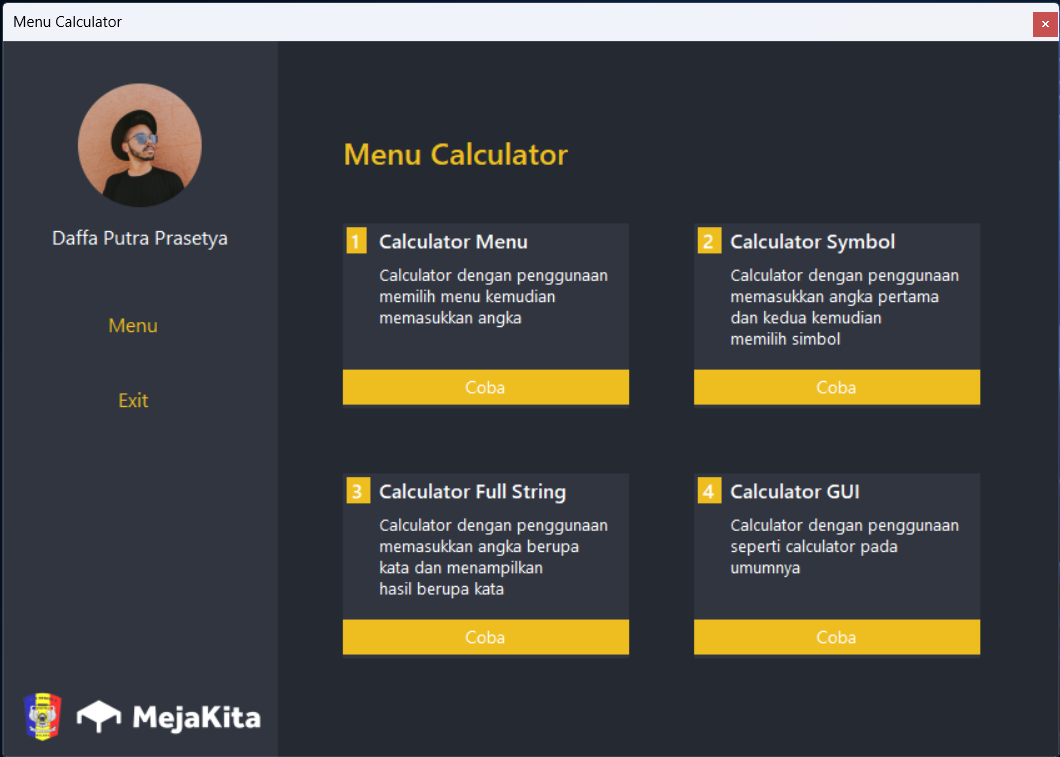 Menu Calculator
Daffa Putra Prasetya
Menu
Exit
MejaKita
Menu Calculator
1 Calculator Menu
Calculator dengan penggunaan
memilih menu kemudian
memasukkan angka
Coba
2 Calculator Symbol
Calculator dengan penggunaan
memasukkan angka pertama
dan kedua kemudian
memilih simbol
Coba
3 Calculator Full String
Calculator dengan penggunaan
memasukkan angka berupa
kata dan menampilkan
hasil berupa kata
Coba
4 Calculator GUI
Calculator dengan penggunaan
seperti calculator pada
umumnya
Coba